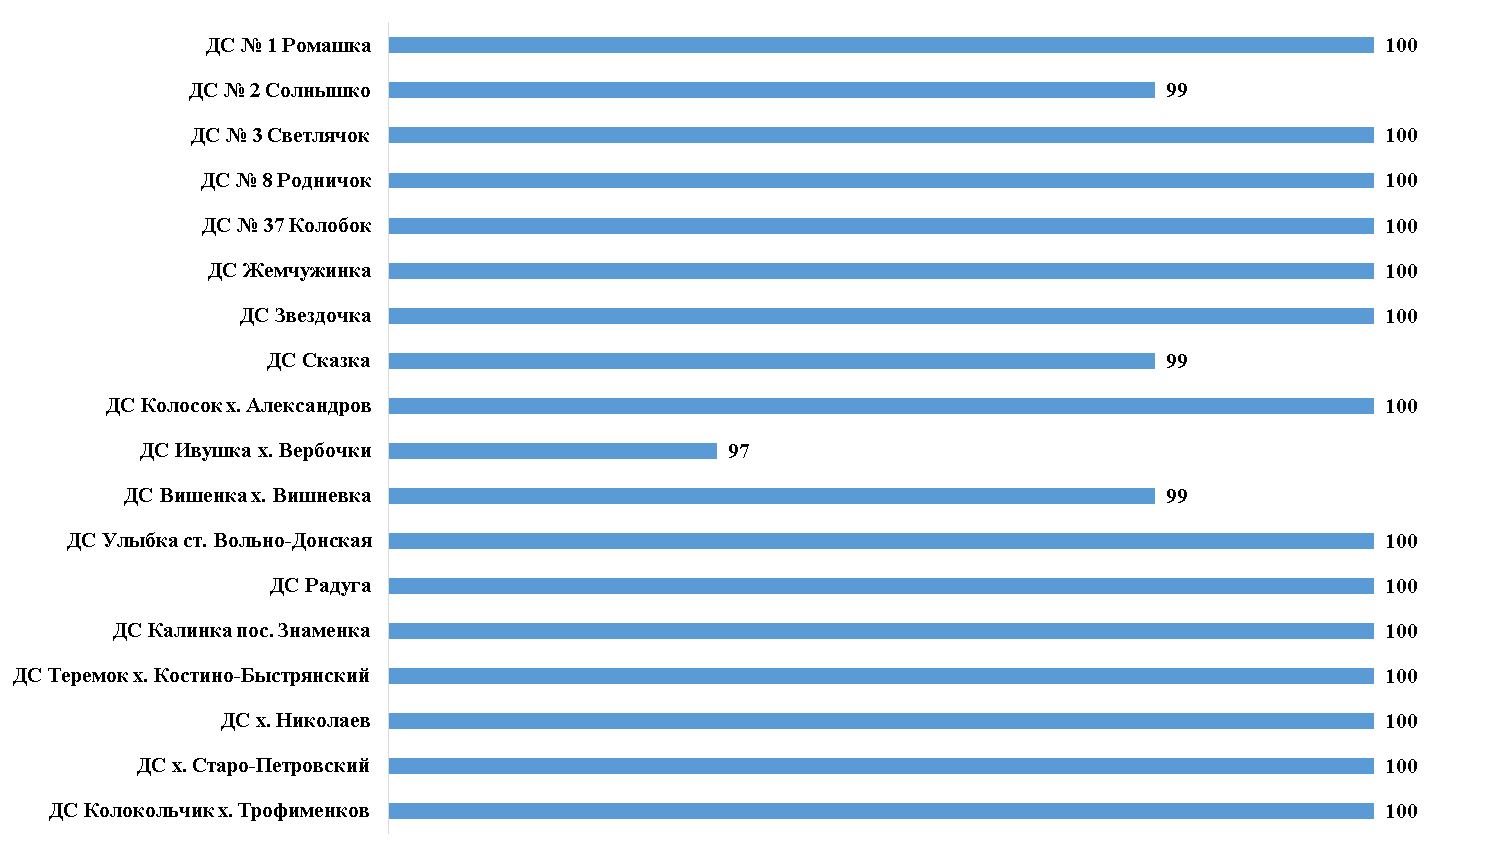 ДС № 1 Ромашка 100
ДС № 2 Солнышко 99
ДС № 3 Светлячок 100
ДС № 8 Родничок 100
ДС № 37 Колобок 100
ДС Жемчужинка 100
ДС Звездочка 100
ДС Сказка 99
ДС Колосок х. Александров 100
ДС Ивушка х. Вербочки 97
ДС Вишенка х. Вишневка 99
ДС Улыбка ст. Вольно-Донская 100
ДС Радуга 100
ДС Калинка пос. Знаменка 100
ДС Теремок х. Костино-Быстрянский 100
ДС х. Николаев 100
ДС х. Старо-Петровский 100
ДС Колокольчик х. Трофименков 100